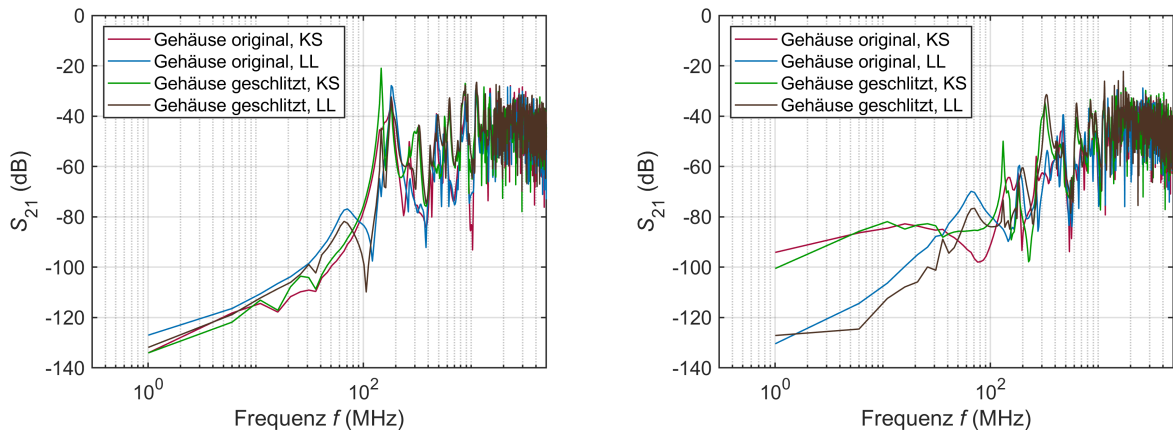 0
-20
-40
-60
-80
-100
-120
-140
S21 (dB)
Gehäuse original, KS
Gehäuse original, LL
Gehäuse geschlitzt, KS
Gehäuse geschlitzt, LL
10^0 10^2
Frequenz f (MHz)
0
-20
-40
-60
-80
-100
-120
-140
S21 (dB)
Gehäuse original, KS
Gehäuse original, LL
Gehäuse geschlitzt, KS
Gehäuse geschlitzt, LL
10^0 10^2
Frequenz f (MHz)